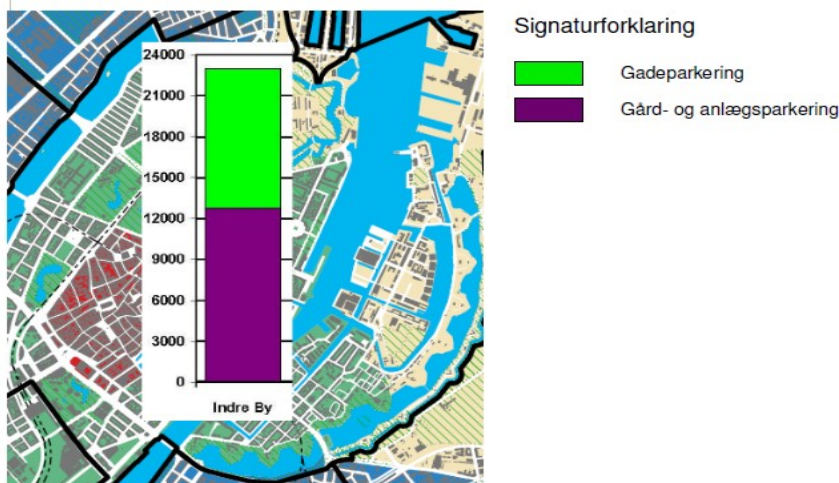 Signaturforklaring
Gadeparkering
Gård- og anlægsparkering
24000
21000
18000
15000
12000
9000
6000
3000
0
Indre By